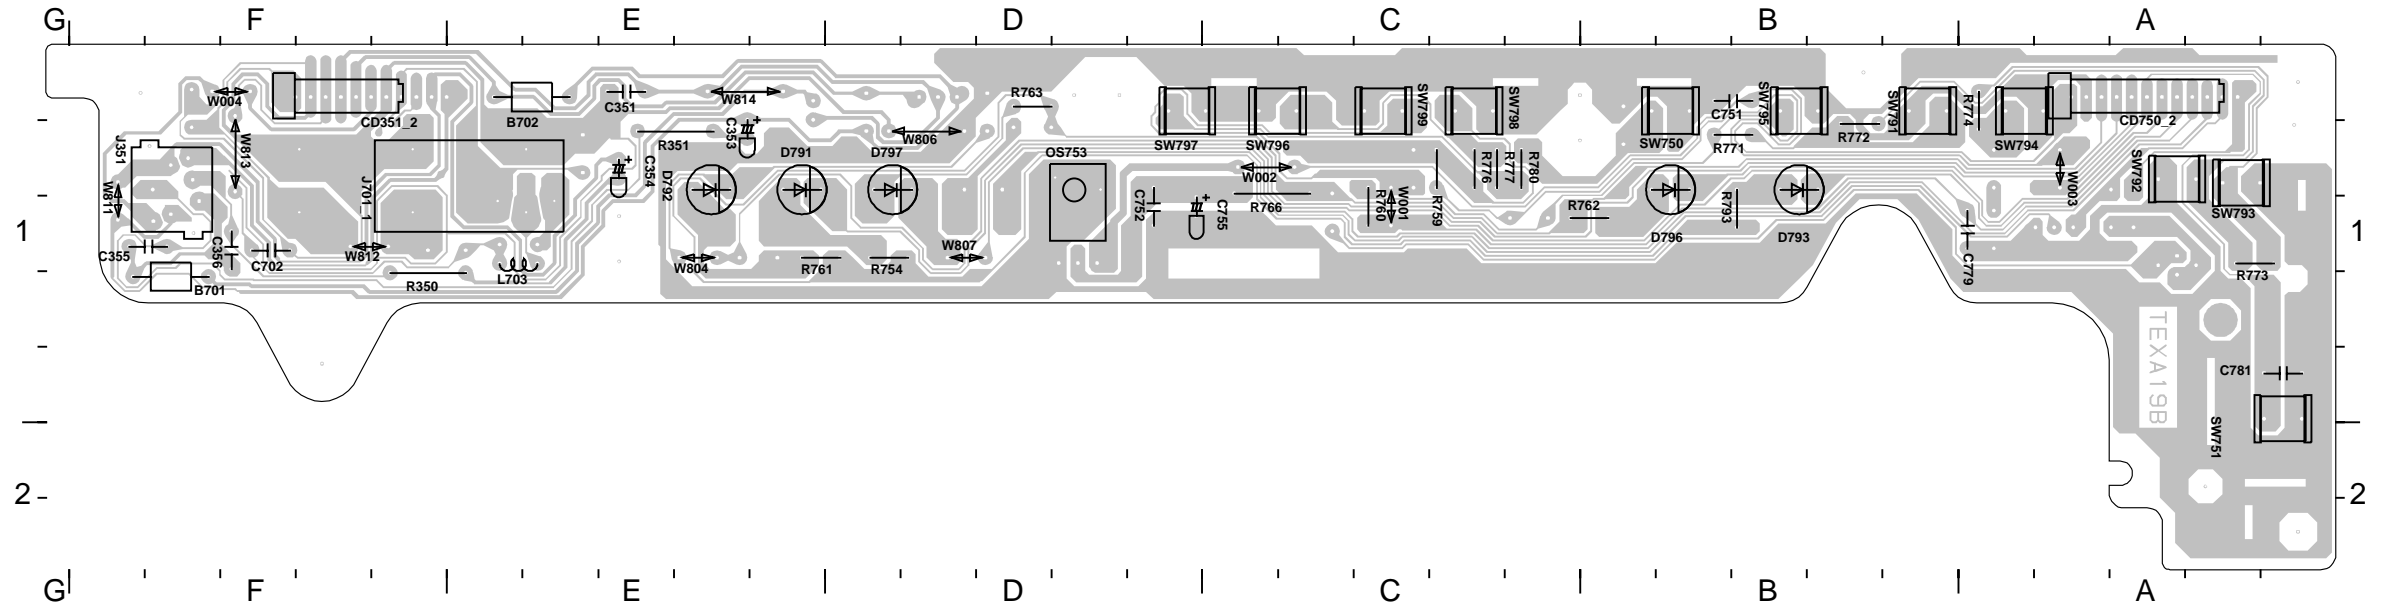 G F E D C B A
W004
CD351_2
B702
C351
W814
R763
SW799
SW798
C751
SW795
SW791
R774
CD750_2
J351
W813
R351
C353
W806
SW797
SW796
SW750
R771
R772
SW794
D791
D797
OS753
C354
D792
W811
J701_1
C752
W002
C755
R766
R760
W001
R759
R776
R777
R780
R762
R793
W003
SW792
SW793
1 1
C355
C356
C702
W812
W807
D796
D793
B701
R350
L703
W804
R761
R754
C779
R773
TEXA19B
C781
SW751
2 2
G F E D C B A